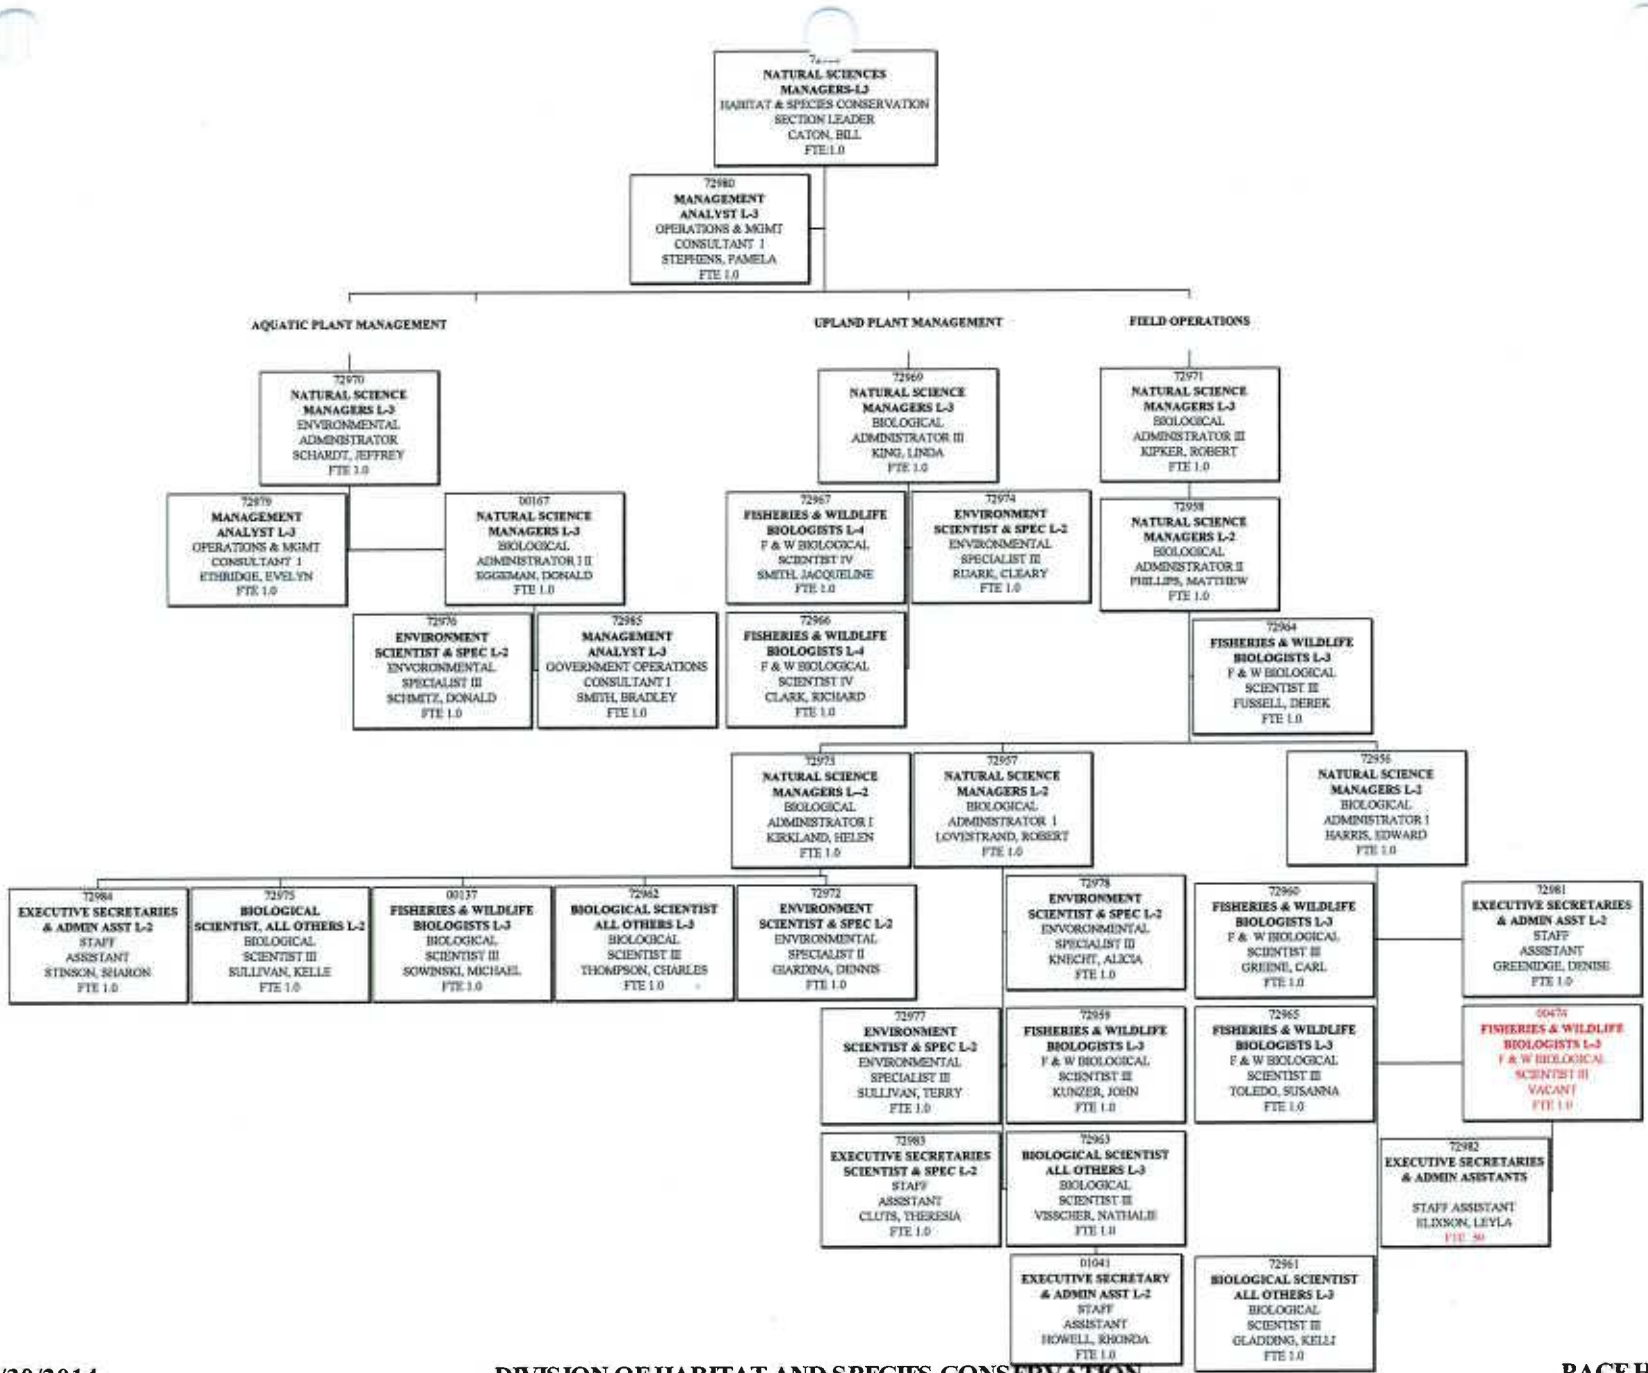 NATURAL SCIENCES
MANAGERS-L3
HABITAT & SPECIES CONSERVATION
SECTION LEADER
CATON, BILL
FTE:1.0
72980
MANAGEMENT
ANALYST L-3
OPERATIONS & MGMT
CONSULTANT I
STEPHENS, PAMELA
FTE 1.0
AQUATIC PLANT MANAGEMENT
UPLAND PLANT MANAGEMENT
FIELD OPERATIONS
72970
NATURAL SCIENCE
MANAGERS L-3
ENVIRONMENTAL
ADMINISTRATOR
SCHARDT, JEFFREY
FTE 1.0
72969
NATURAL SCIENCE
MANAGERS L-3
BIOLOGICAL
ADMINISTRATOR III
KING, LINDA
FTE 1.0
72971
NATURAL SCIENCE
MANAGERS L-3
BIOLOGICAL
ADMINISTRATOR III
KIPKER, ROBERT
FTE 1.0
72979
MANAGEMENT
ANALYST L-3
OPERATIONS & MGMT
CONSULTANT I
ETHRIDGE, EVELYN
FTE 1.0
00167
NATURAL SCIENCE
MANAGERS L-3
BIOLOGICAL
ADMINISTRATOR I II
EGGEMAN, DONALD
FTE 1.0
72967
FISHERIES & WILDLIFE
BIOLOGISTS L-4
F & W BIOLOGICAL
SCIENTIST IV
SMITH, JACQUELINE
FTE 1.0
72974
ENVIRONMENT
SCIENTIST & SPEC L-2
ENVIRONMENTAL
SPECIALIST III
RUARK, CLEARY
FTE 1.0
72958
NATURAL SCIENCE
MANAGERS L-2
BIOLOGICAL
ADMINISTRATOR II
PHILLIPS, MATTHEW
FTE 1.0
72976
ENVIRONMENT
SCIENTIST & SPEC L-2
ENVORONMENTAL
SPECIALIST III
SCHMITZ, DONALD
FTE 1.0
72985
MANAGEMENT
ANALYST L-3
GOVERNMENT OPERATIONS
CONSULTANT I
SMITH, BRADLEY
FTE 1.0
72966
FISHERIES & WILDLIFE
BIOLOGISTS L-4
F & W BIOLOGICAL
SCIENTIST IV
CLARK, RICHARD
FTE 1.0
72964
FISHERIES & WILDLIFE
BIOLOGISTS L-3
F & W BIOLOGICAL
SCIENTIST III
FUSSELL, DEREK
FTE 1.0
72973
NATURAL SCIENCE
MANAGERS L--2
BIOLOGICAL
ADMINISTRATOR I
KIRKLAND, HELEN
FTE 1.0
72957
NATURAL SCIENCE
MANAGERS L-2
BIOLOGICAL
ADMINISTRATOR I
LOVESTRAND, ROBERT
FTE 1.0
72956
NATURAL SCIENCE
MANAGERS L-2
BIOLOGICAL
ADMINISTRATOR I
HARRIS, EDWARD
FTE 1.0
72984
EXECUTIVE SECRETARIES
& ADMIN ASST L-2
STAFF
ASSISTANT
STINSON, SHARON
FTE 1.0
72975
BIOLOGICAL
SCIENTIST, ALL OTHERS L-2
BIOLOGICAL
SCIENTIST III
SULLIVAN, KELLE
FTE 1.0
00137
FISHERIES & WILDLIFE
BIOLOGISTS L-3
BIOLOGICAL
SCIENTIST III
SOWINSKI, MICHAEL
FTE 1.0
72962
BIOLOGICAL SCIENTIST
ALL OTHERS L-3
BIOLOGICAL
SCIENTIST III
THOMPSON, CHARLES
FTE 1.0
72972
ENVIRONMENT
SCIENTIST & SPEC L-2
ENVIRONMENTAL
SPECIALIST II
GIARDINA, DENNIS
FTE 1.0
72978
ENVIRONMENT
SCIENTIST & SPEC L-2
ENVORONMENTAL
SPECIALIST III
KNECHT, ALICIA
FTE 1.0
72960
FISHERIES & WILDLIFE
BIOLOGISTS L-3
F & W BIOLOGICAL
SCIENTIST III
GREENE, CARL
FTE 1.0
72981
EXECUTIVE SECRETARIES
& ADMIN ASST L-2
STAFF
ASSISTANT
GREENIDGE, DENISE
FTE 1.0
72977
ENVIRONMENT
SCIENTIST & SPEC L-2
ENVIRONMENTAL
SPECIALIST III
SULLIVAN, TERRY
FTE 1.0
72959
FISHERIES & WILDLIFE
BIOLOGISTS L-3
F & W BIOLOGICAL
SCIENTIST III
KUNZER, JOHN
FTE 1.0
72965
FISHERIES & WILDLIFE
BIOLOGISTS L-3
F & W BIOLOGICAL
SCIENTIST III
TOLEDO, SUSANNA
FTE 1.0
00474
FISHERIES & WILDLIFE
BIOLOGISTS L-3
F & W BIOLOGICAL
SCIENTIST III
VACANT
FTE 1.0
72983
EXECUTIVE SECRETARIES
SCIENTIST & SPEC L-2
STAFF
ASSISTANT
CLUTS, THERESIA
FTE 1.0
72963
BIOLOGICAL SCIENTIST
ALL OTHERS L-3
BIOLOGICAL
SCIENTIST III
VISSCHER, NATHALIE
FTE 1.0
72982
EXECUTIVE SECRETARIES
& ADMIN ASISTANTS
STAFF ASSISTANT
ELIXSON, LEYLA
FTE .50
01041
EXECUTIVE SECRETARY
& ADMIN ASST L-2
STAFF
ASSISTANT
HOWELL, RHONDA
FTE 1.0
72961
BIOLOGICAL SCIENTIST
ALL OTHERS L-3
BIOLOGICAL
SCIENTIST III
GLADDING, KELLI
FTE 1.0
/30/2014
DIVISION OF HABITAT AND SPECIES CONSERVATION
PAGE H